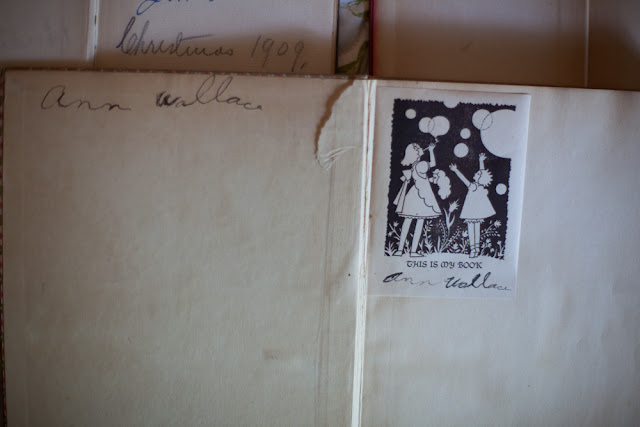 Christmas 1909.
ann wallace
THIS IS MY BOOK
ann wallace